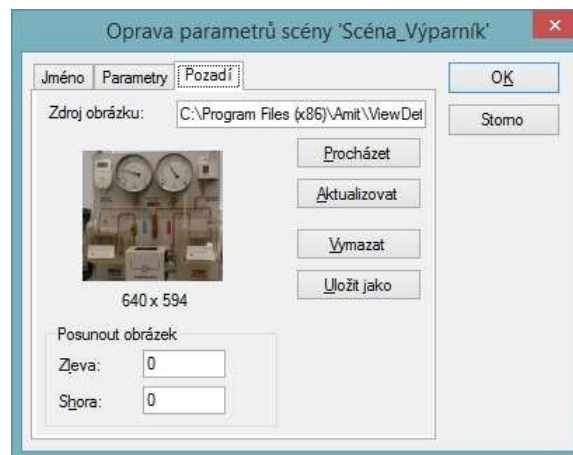 Oprava parametrů scény 'Scéna_Výparník'
Jméno Parametry Pozadí
OK
Storno
Zdroj obrázku: C:\Program Files (x86)\Amit\ViewDet
Procházet
Aktualizovat
Vymazat
Uložit jako
640 x 594
Posunout obrázek
Zleva: 0
Shora: 0